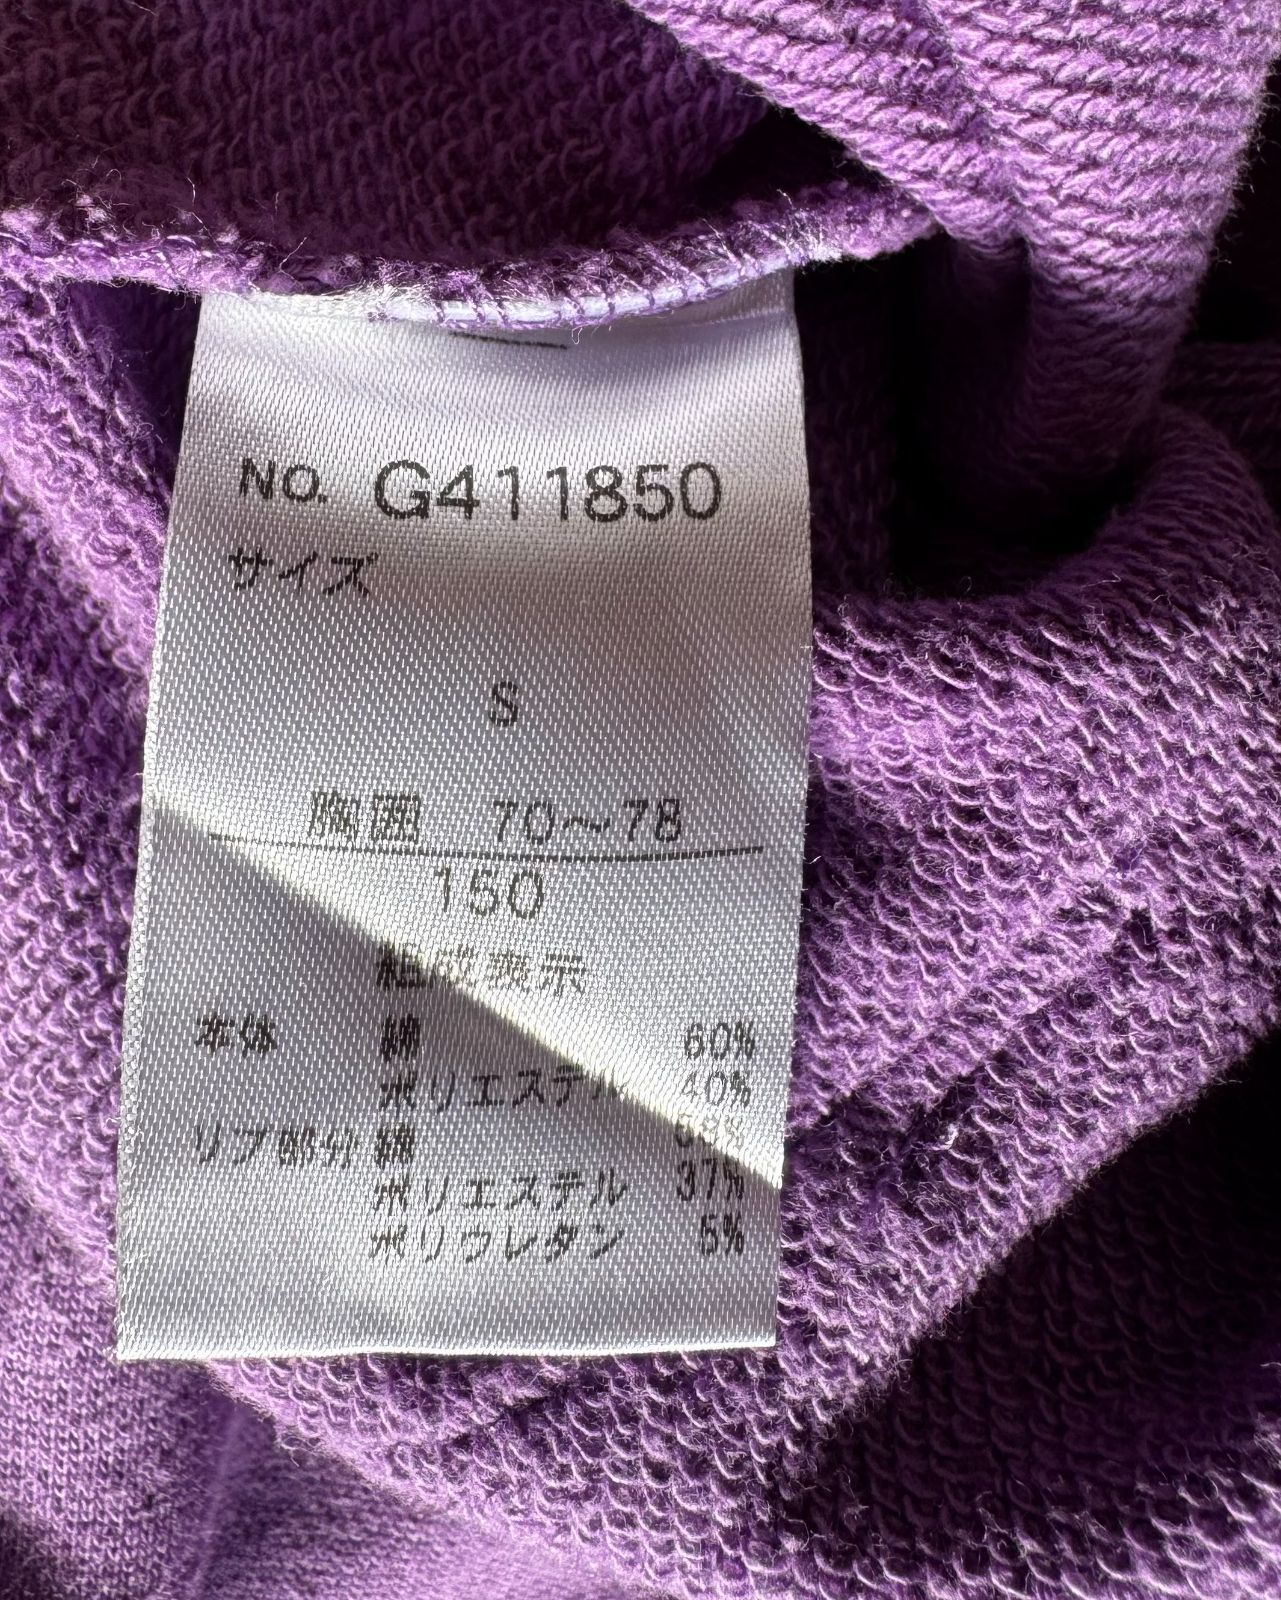 NO. G411850
サイズ
S
胸囲 70〜78
150
組成表示
本体 綿 60%
ポリエステル 40%
リブ部分 綿 58%
ポリエステル 37%
ポリウレタン 5%